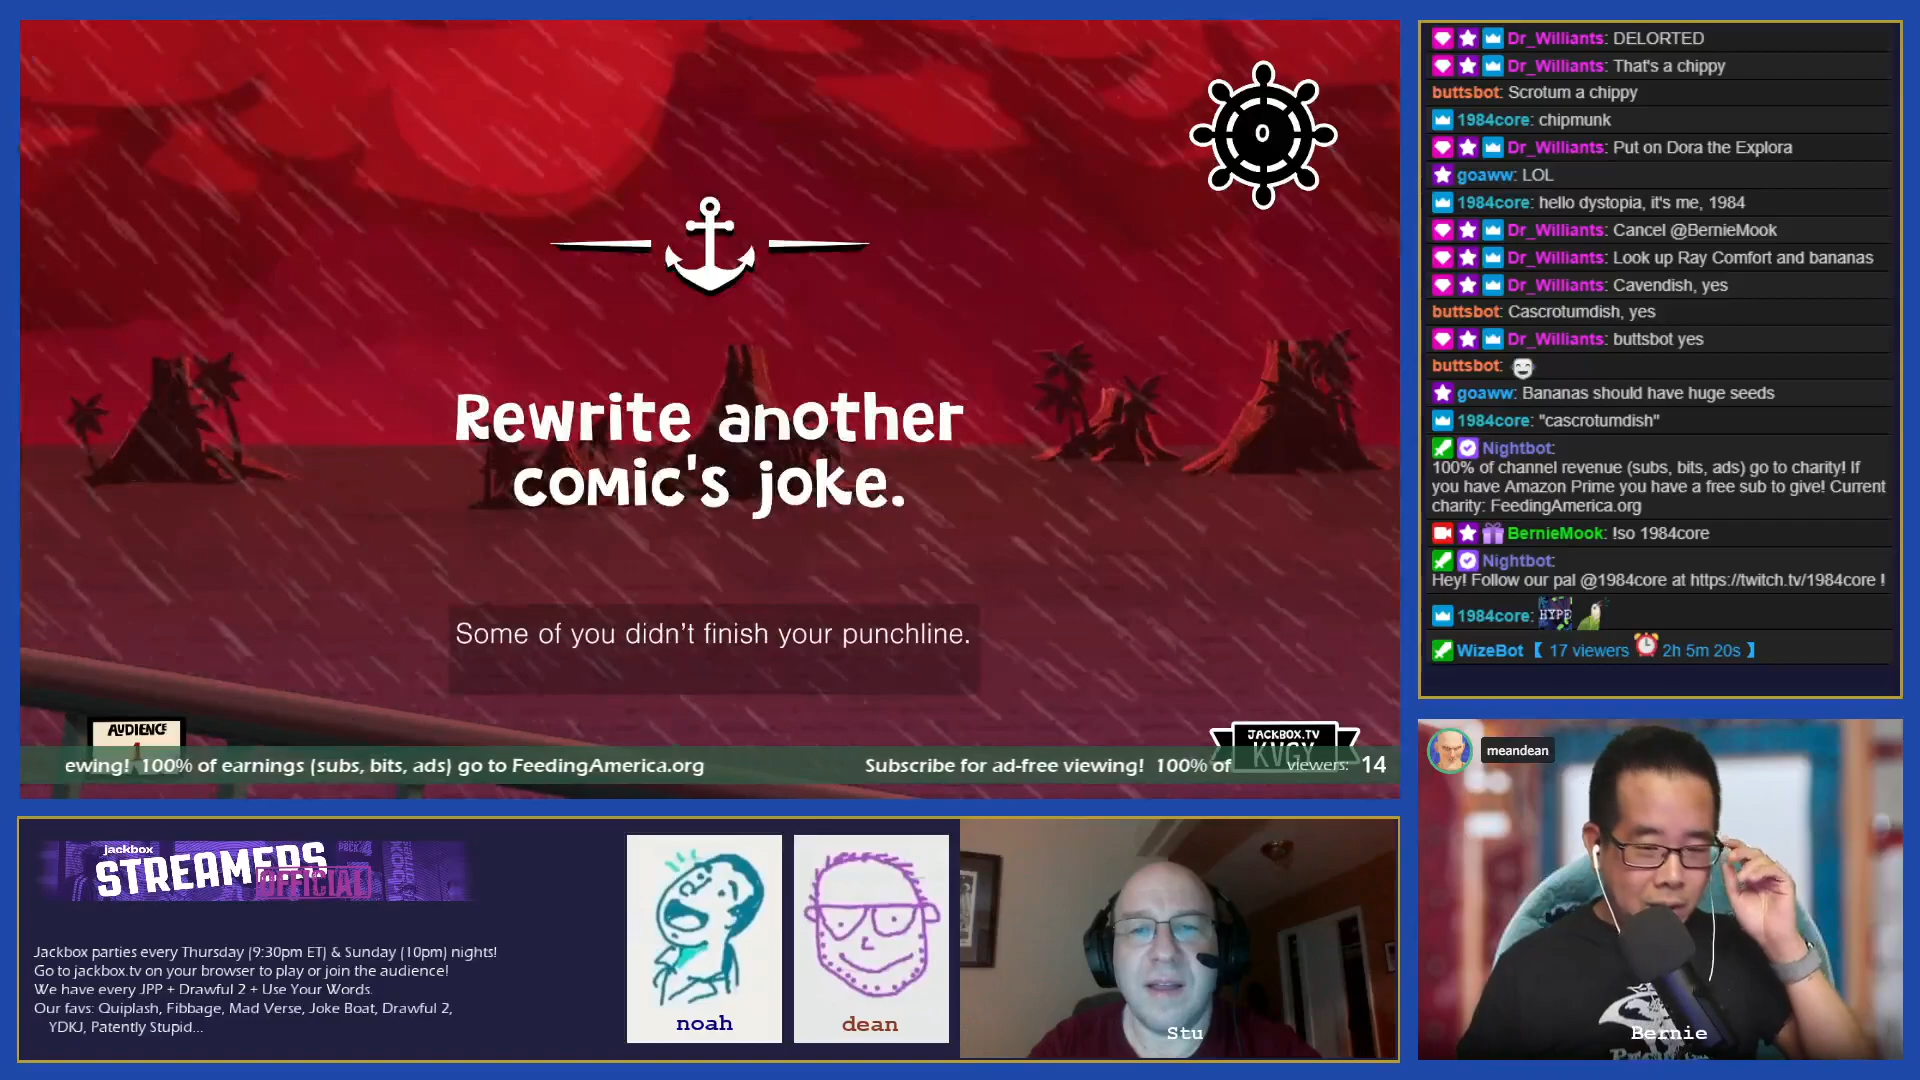 0
Rewrite another
comic's joke.
Some of you didn't finish your punchline.
AUDIENCE
JACKBOX.TV
KVGY
ewing! 100% of earnings (subs, bits, ads) go to FeedingAmerica.org
Subscribe for ad-free viewing! 100% of
viewers: 14
Dr_Williants: DELORTED
Dr_Williants: That's a chippy
buttsbot: Scrotum a chippy
1984core: chipmunk
Dr_Williants: Put on Dora the Explora
goaww: LOL
1984core: hello dystopia, it's me, 1984
Dr_Williants: Cancel @BernieMook
Dr_Williants: Look up Ray Comfort and bananas
Dr_Williants: Cavendish, yes
buttsbot: Cascrotumdish, yes
Dr_Williants: buttsbot yes
buttsbot:
goaww: Bananas should have huge seeds
1984core: "cascrotumdish"
Nightbot:
100% of channel revenue (subs, bits, ads) go to charity! If
you have Amazon Prime you have a free sub to give! Current
charity: FeedingAmerica.org
BernieMook: !so 1984core
Nightbot:
Hey! Follow our pal @1984core at https://twitch.tv/1984core !
1984core: HYPE
WizeBot【 17 viewers 2h 5m 20s 】
jackbox
STREAMERS
OFFICIAL
Jackbox parties every Thursday (9:30pm ET) & Sunday (10pm) nights!
Go to jackbox.tv on your browser to play or join the audience!
We have every JPP + Drawful 2 + Use Your Words.
Our favs: Quiplash, Fibbage, Mad Verse, Joke Boat, Drawful 2,
YDKJ, Patently Stupid...
noah
dean
Stu
meandean
Bernie